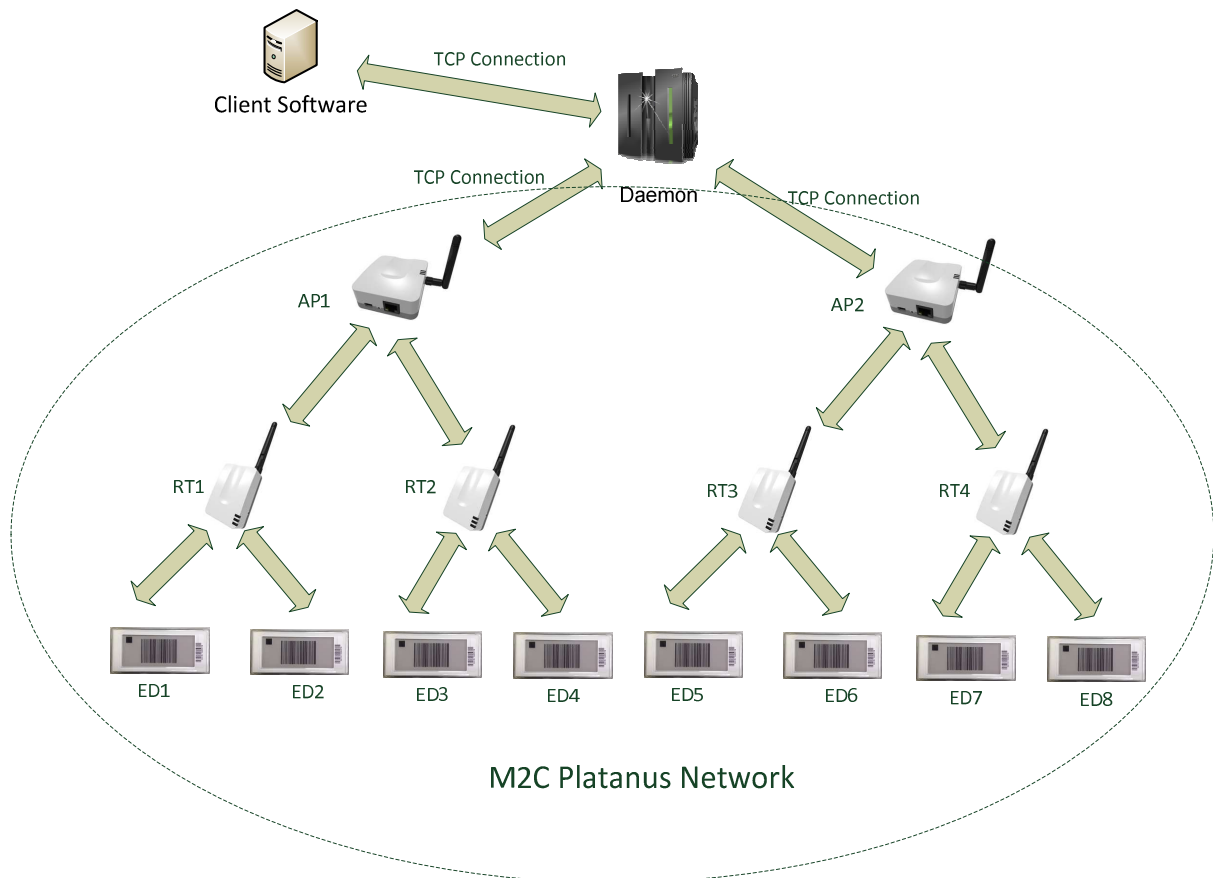 TCP Connection
Client Software
TCP Connection
Daemon
TCP Connection
AP1
AP2
RT1
RT2
RT3
RT4
ED1
ED2
ED3
ED4
ED5
ED6
ED7
ED8
M2C Platanus Network